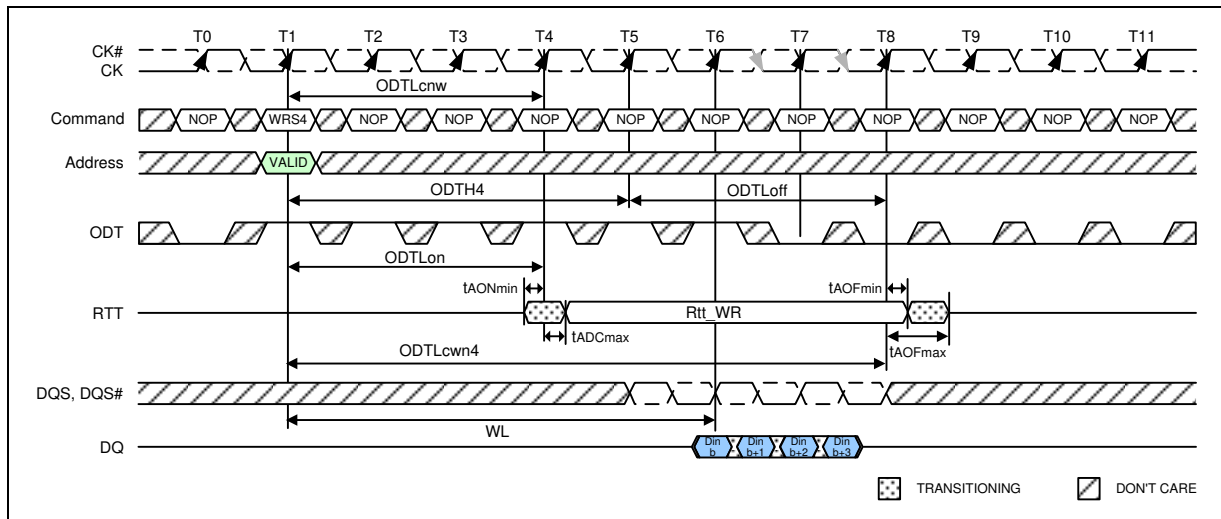 T0 T1 T2 T3 T4 T5 T6 T7 T8 T9 T10 T11
CK#
CK
ODTLcnw
Command NOP WRS4 NOP NOP NOP NOP NOP NOP NOP NOP NOP NOP
Address VALID
ODTH4 ODTLoff
ODT
ODTLon
tAONmin tAOFmin
RTT Rtt_WR
tADCmax tAOFmax
ODTLcwn4
DQS, DQS#
WL
DQ Din b Din b+1 Din b+2 Din b+3
TRANSITIONING DON'T CARE